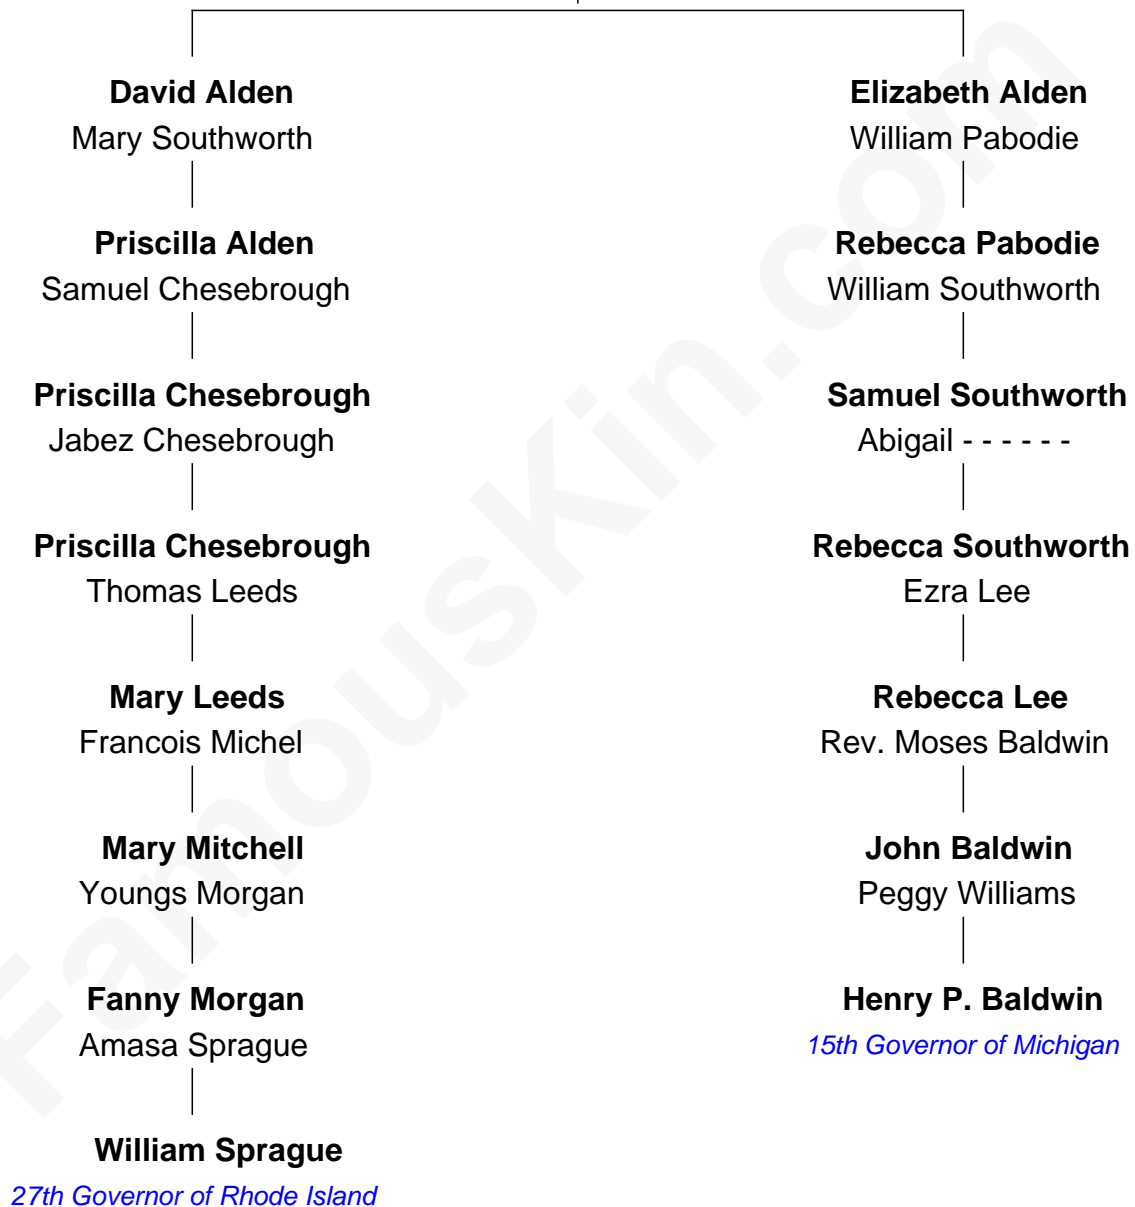 David Alden
Mary Southworth
Priscilla Alden
Samuel Chesebrough
Priscilla Chesebrough
Jabez Chesebrough
Priscilla Chesebrough
Thomas Leeds
Mary Leeds
Francois Michel
Mary Mitchell
Youngs Morgan
Fanny Morgan
Amasa Sprague
William Sprague
27th Governor of Rhode Island
Elizabeth Alden
William Pabodie
Rebecca Pabodie
William Southworth
Samuel Southworth
Abigail - - - - - -
Rebecca Southworth
Ezra Lee
Rebecca Lee
Rev. Moses Baldwin
John Baldwin
Peggy Williams
Henry P. Baldwin
15th Governor of Michigan
FamousKin.com